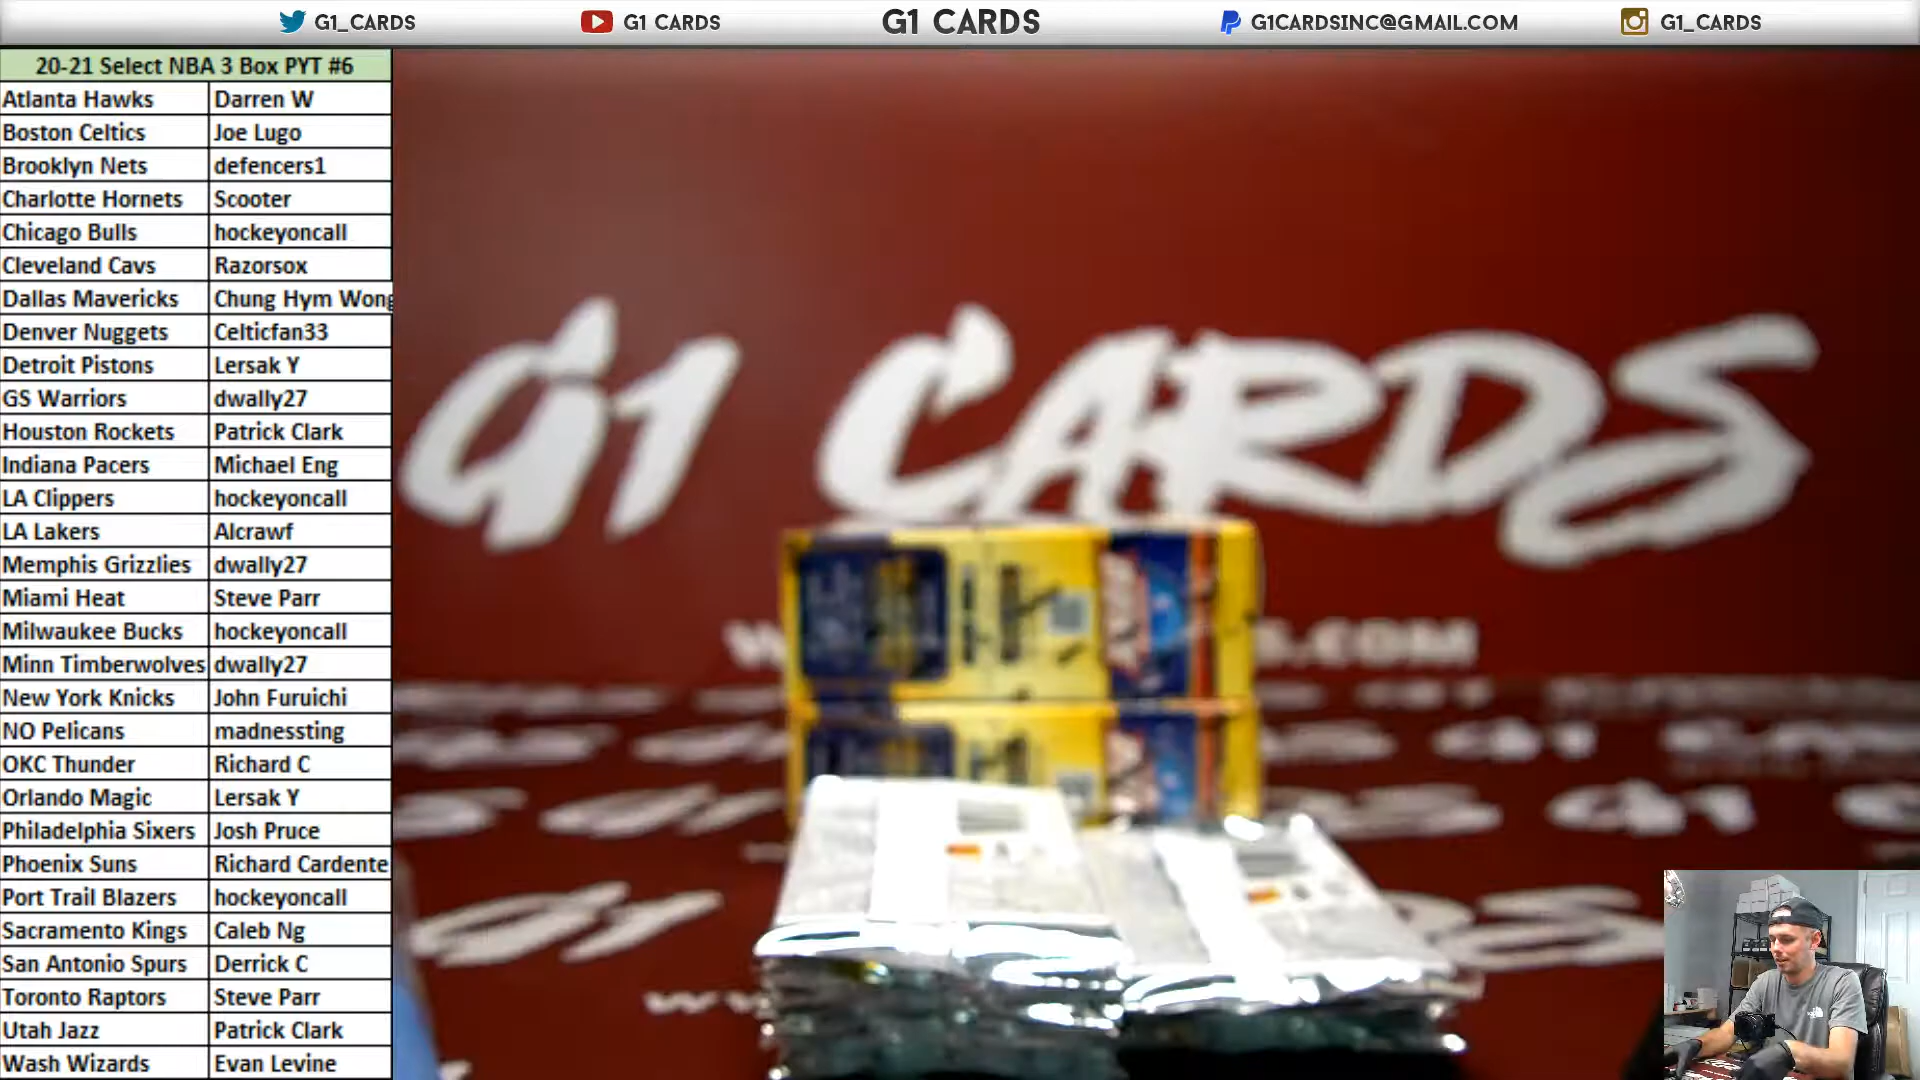 G1_CARDS G1 CARDS G1 CARDS G1CARDSINC@GMAIL.COM G1_CARDS
20-21 Select NBA 3 Box PYT #6
Atlanta Hawks Darren W
Boston Celtics Joe Lugo
Brooklyn Nets defencers1
Charlotte Hornets Scooter
Chicago Bulls hockeyoncall
Cleveland Cavs Razorsox
Dallas Mavericks Chung Hym Wong
Denver Nuggets Celticfan33
Detroit Pistons Lersak Y
GS Warriors dwally27
Houston Rockets Patrick Clark
Indiana Pacers Michael Eng
LA Clippers hockeyoncall
LA Lakers Alcrawf
Memphis Grizzlies dwally27
Miami Heat Steve Parr
Milwaukee Bucks hockeyoncall
Minn Timberwolves dwally27
New York Knicks John Furuichi
NO Pelicans madnessting
OKC Thunder Richard C
Orlando Magic Lersak Y
Philadelphia Sixers Josh Pruce
Phoenix Suns Richard Cardente
Port Trail Blazers hockeyoncall
Sacramento Kings Caleb Ng
San Antonio Spurs Derrick C
Toronto Raptors Steve Parr
Utah Jazz Patrick Clark
Wash Wizards Evan Levine
G1 CARDS